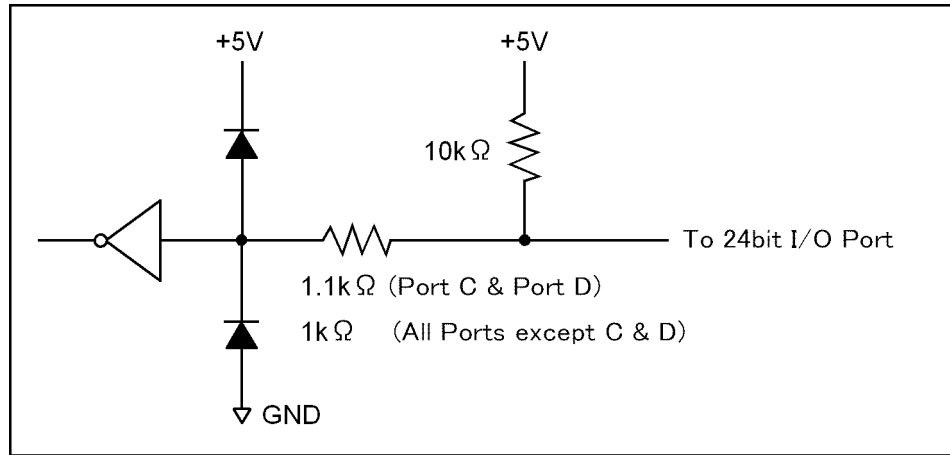 +5V
+5V
10kΩ
To 24bit I/O Port
1.1kΩ (Port C & Port D)
1kΩ (All Ports except C & D)
GND